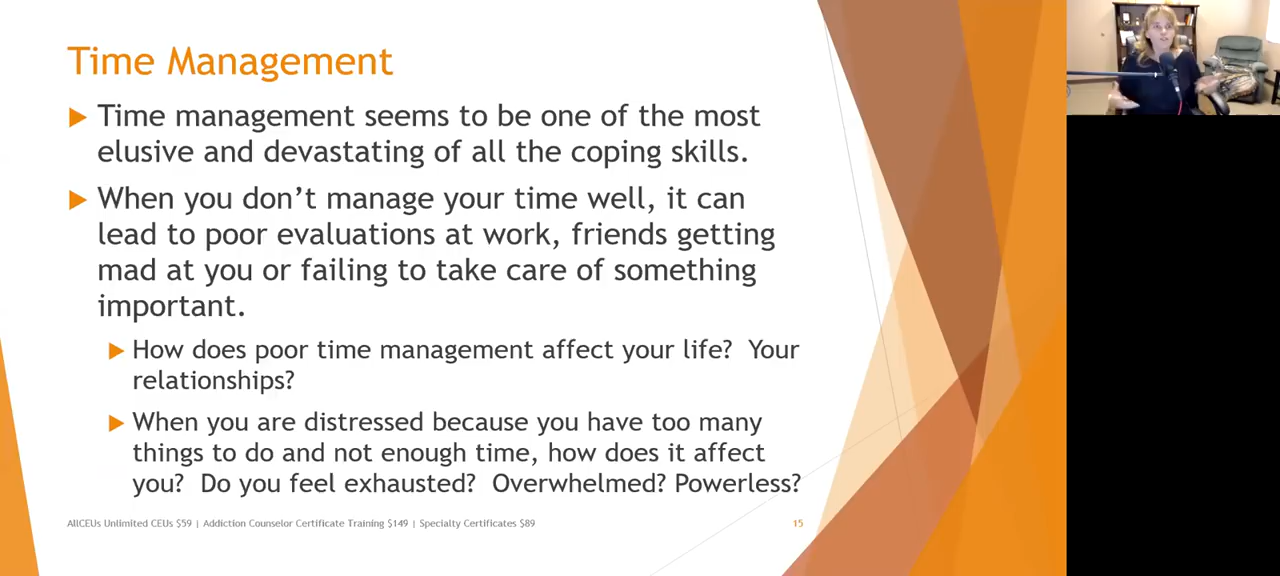 Time Management
Time management seems to be one of the most
elusive and devastating of all the coping skills.
When you don’t manage your time well, it can
lead to poor evaluations at work, friends getting
mad at you or failing to take care of something
important.
How does poor time management affect your life?  Your
relationships?
When you are distressed because you have too many
things to do and not enough time, how does it affect
you?  Do you feel exhausted?  Overwhelmed? Powerless?
AllCEUs Unlimited CEUs $59 | Addiction Counselor Certificate Training $149 | Specialty Certificates $89
15